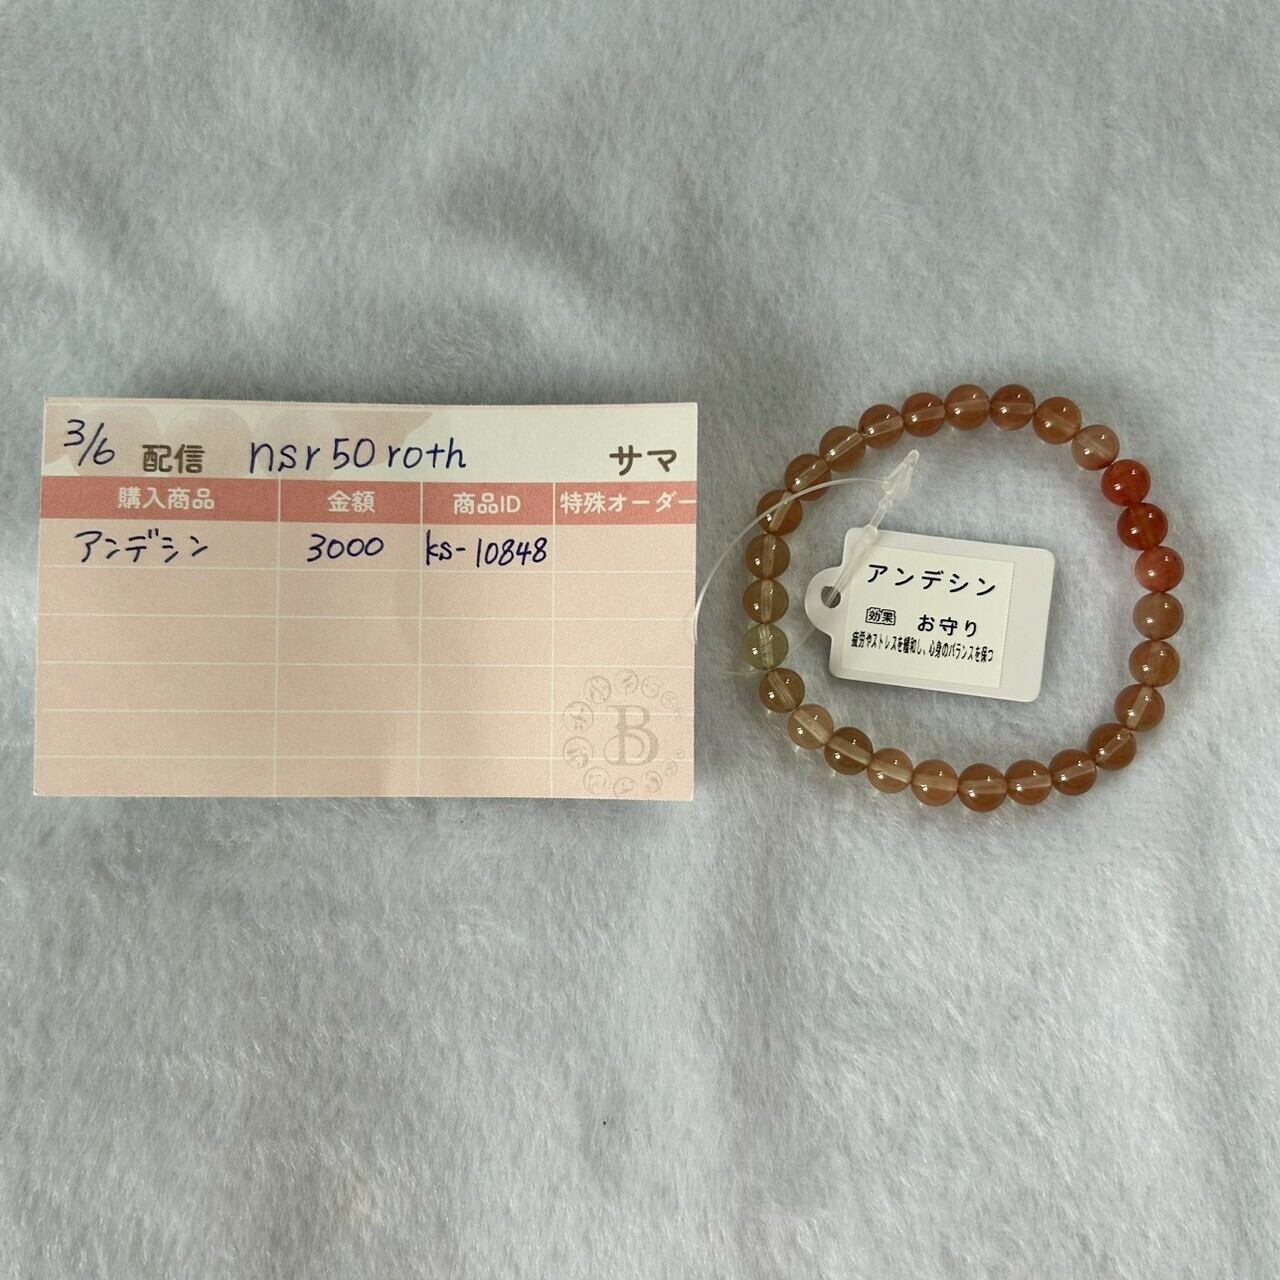 3/6 配信 nsr50roth サマ
購入商品 金額 商品ID 特殊オーダー
アンデシン 3000 ks-10848
B
アンデシン
効果 お守り
疲労やストレスを緩和し、心身のバランスを保つ